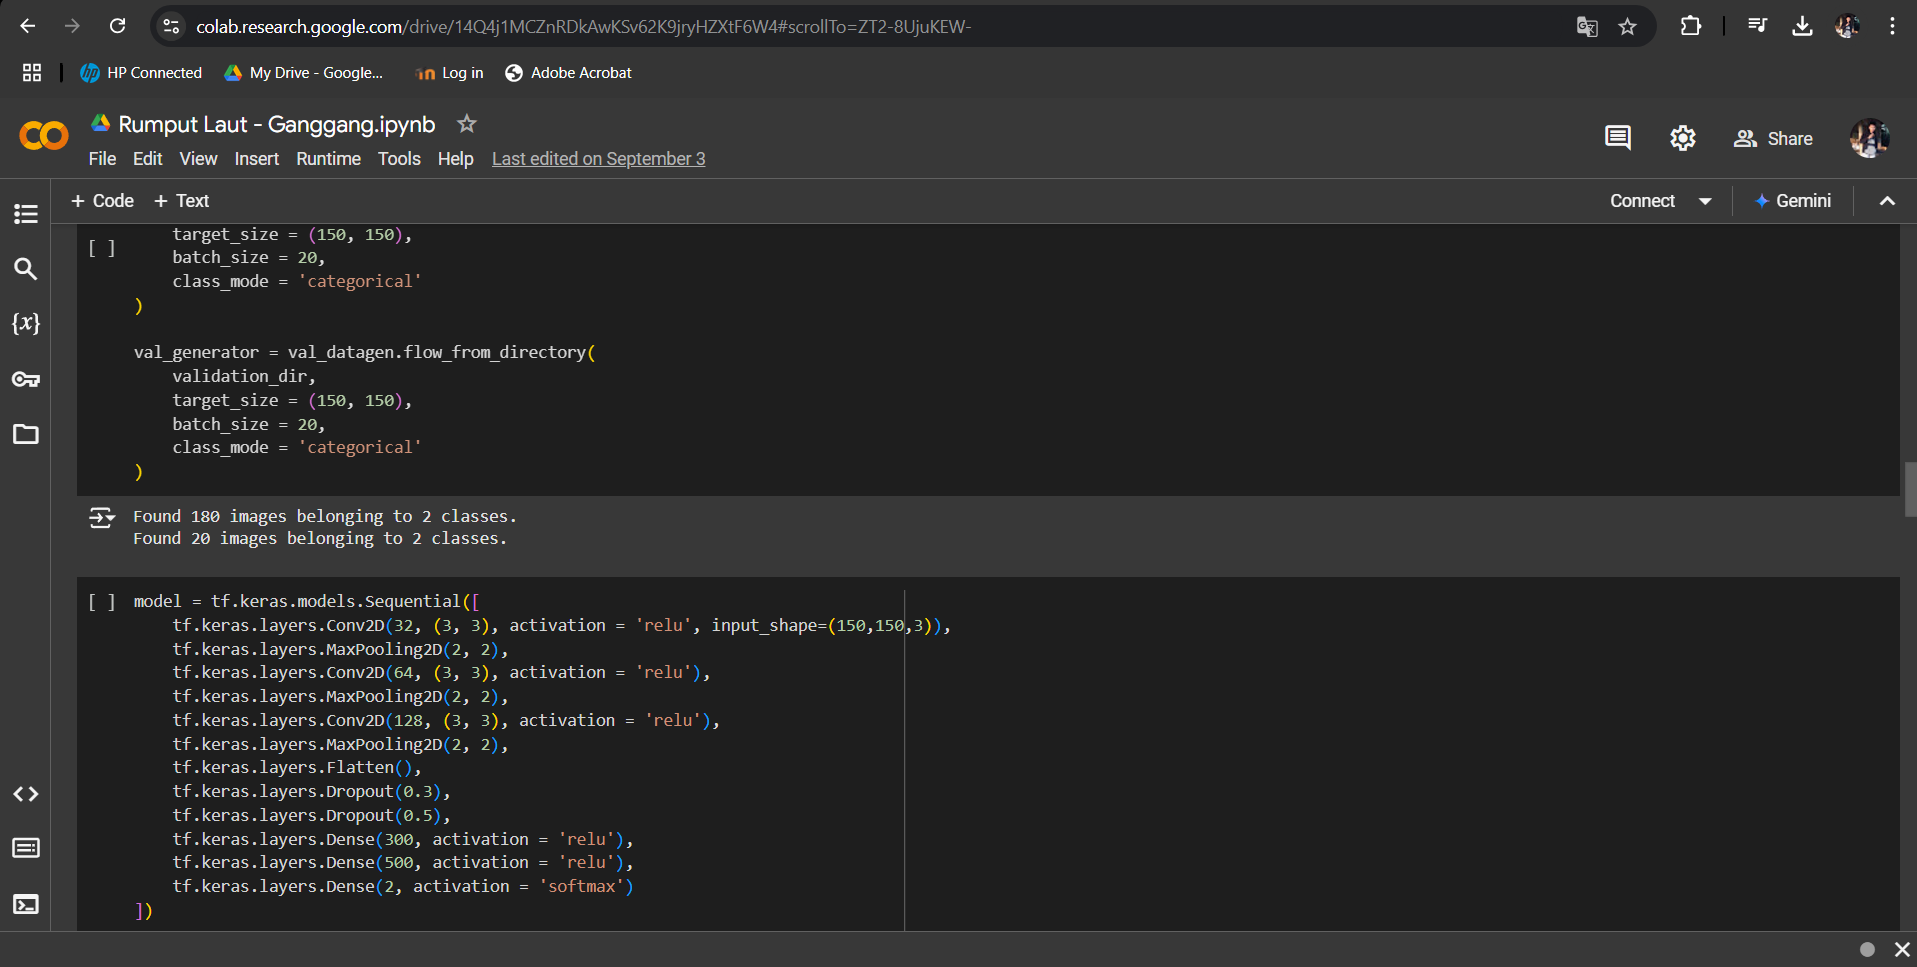 colab.research.google.com/drive/14Q4j1MCZnRDkAwKSv62K9jryHZXtF6W4#scrollTo=ZT2-8UjuKEW-
HP Connected
My Drive - Google...
Log in
Adobe Acrobat
Rumput Laut - Ganggang.ipynb
Share
File Edit View Insert Runtime Tools Help Last edited on September 3
+ Code + Text
Connect
Gemini
[ ]
    target_size = (150, 150),
    batch_size = 20,
    class_mode = 'categorical'
)
val_generator = val_datagen.flow_from_directory(
    validation_dir,
    target_size = (150, 150),
    batch_size = 20,
    class_mode = 'categorical'
)
Found 180 images belonging to 2 classes.
Found 20 images belonging to 2 classes.
[ ] model = tf.keras.models.Sequential([
    tf.keras.layers.Conv2D(32, (3, 3), activation = 'relu', input_shape=(150,150,3)),
    tf.keras.layers.MaxPooling2D(2, 2),
    tf.keras.layers.Conv2D(64, (3, 3), activation = 'relu'),
    tf.keras.layers.MaxPooling2D(2, 2),
    tf.keras.layers.Conv2D(128, (3, 3), activation = 'relu'),
    tf.keras.layers.MaxPooling2D(2, 2),
    tf.keras.layers.Flatten(),
    tf.keras.layers.Dropout(0.3),
    tf.keras.layers.Dropout(0.5),
    tf.keras.layers.Dense(300, activation = 'relu'),
    tf.keras.layers.Dense(500, activation = 'relu'),
    tf.keras.layers.Dense(2, activation = 'softmax')
])